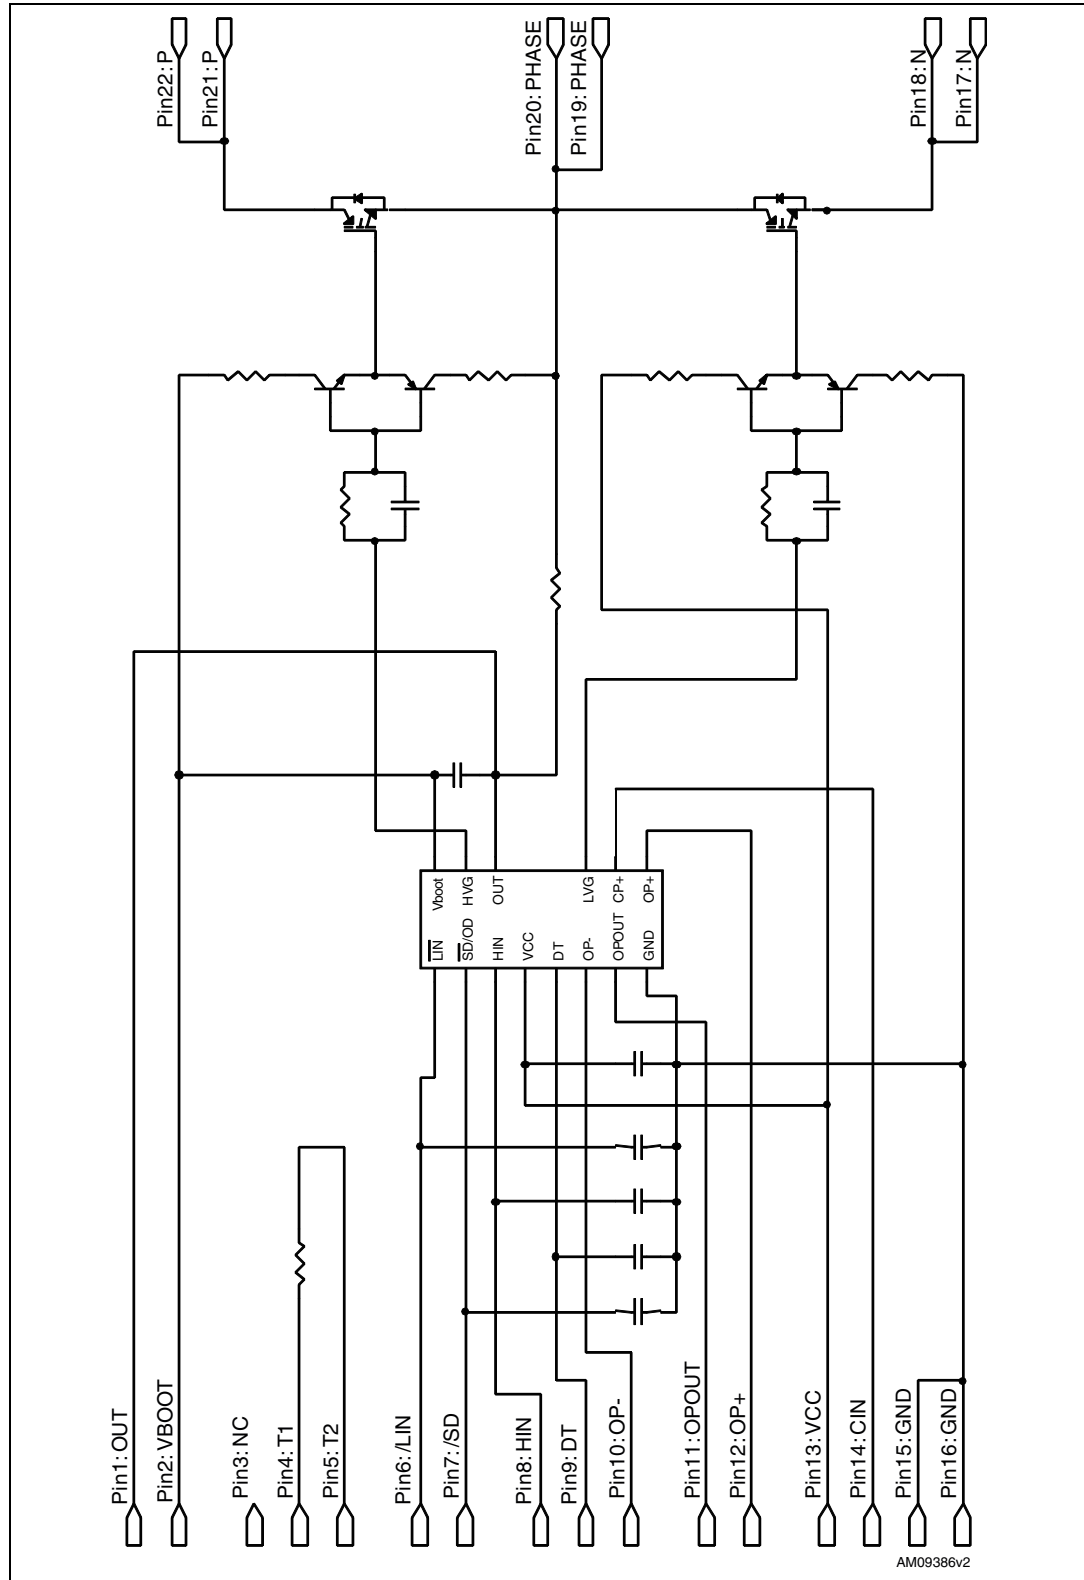 Pin22: P
Pin21: P
Pin20: PHASE
Pin19: PHASE
Pin18: N
Pin17: N
Vboot
HVG
OUT
LVG
CP+
OP+
LIN
SD/OD
HIN
VCC
DT
OP-
OPOUT
GND
Pin1: OUT
Pin2: VBOOT
Pin3: NC
Pin4: T1
Pin5: T2
Pin6: /LIN
Pin7: /SD
Pin8: HIN
Pin9: DT
Pin10: OP-
Pin11: OPOUT
Pin12: OP+
Pin13: VCC
Pin14: CIN
Pin15: GND
Pin16: GND
AM09386v2